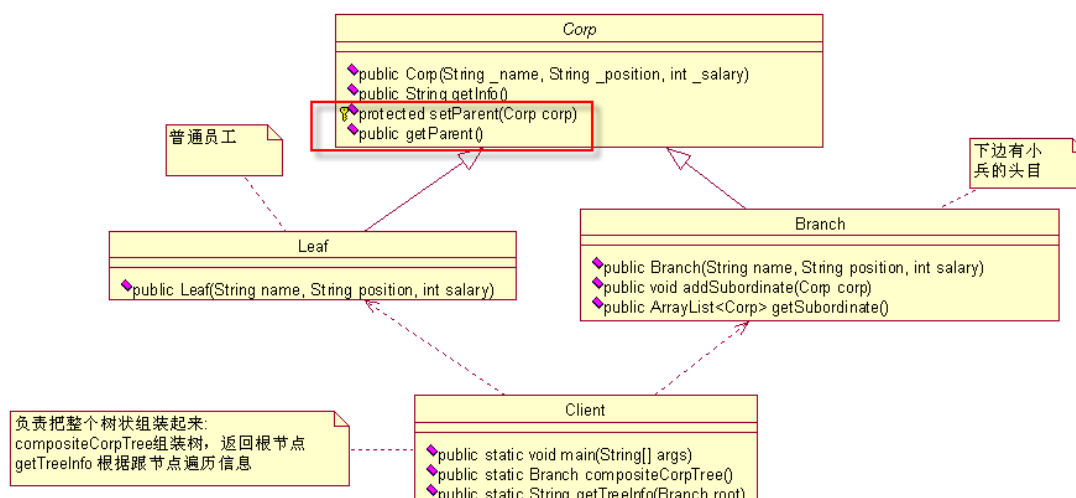 Corp
public Corp(String _name, String _position, int _salary)
public String getInfo()
protected setParent(Corp corp)
public getParent()
普通员工
下边有小
兵的头目
Leaf
public Leaf(String name, String position, int salary)
Branch
public Branch(String name, String position, int salary)
public void addSubordinate(Corp corp)
public ArrayList<Corp> getSubordinate()
负责把整个树状组装起来:
compositeCorpTree组装树，返回根节点
getTreeInfo 根据跟节点遍历信息
Client
public static void main(String[] args)
public static Branch compositeCorpTree()
public static String getTreeInfo(Branch root)